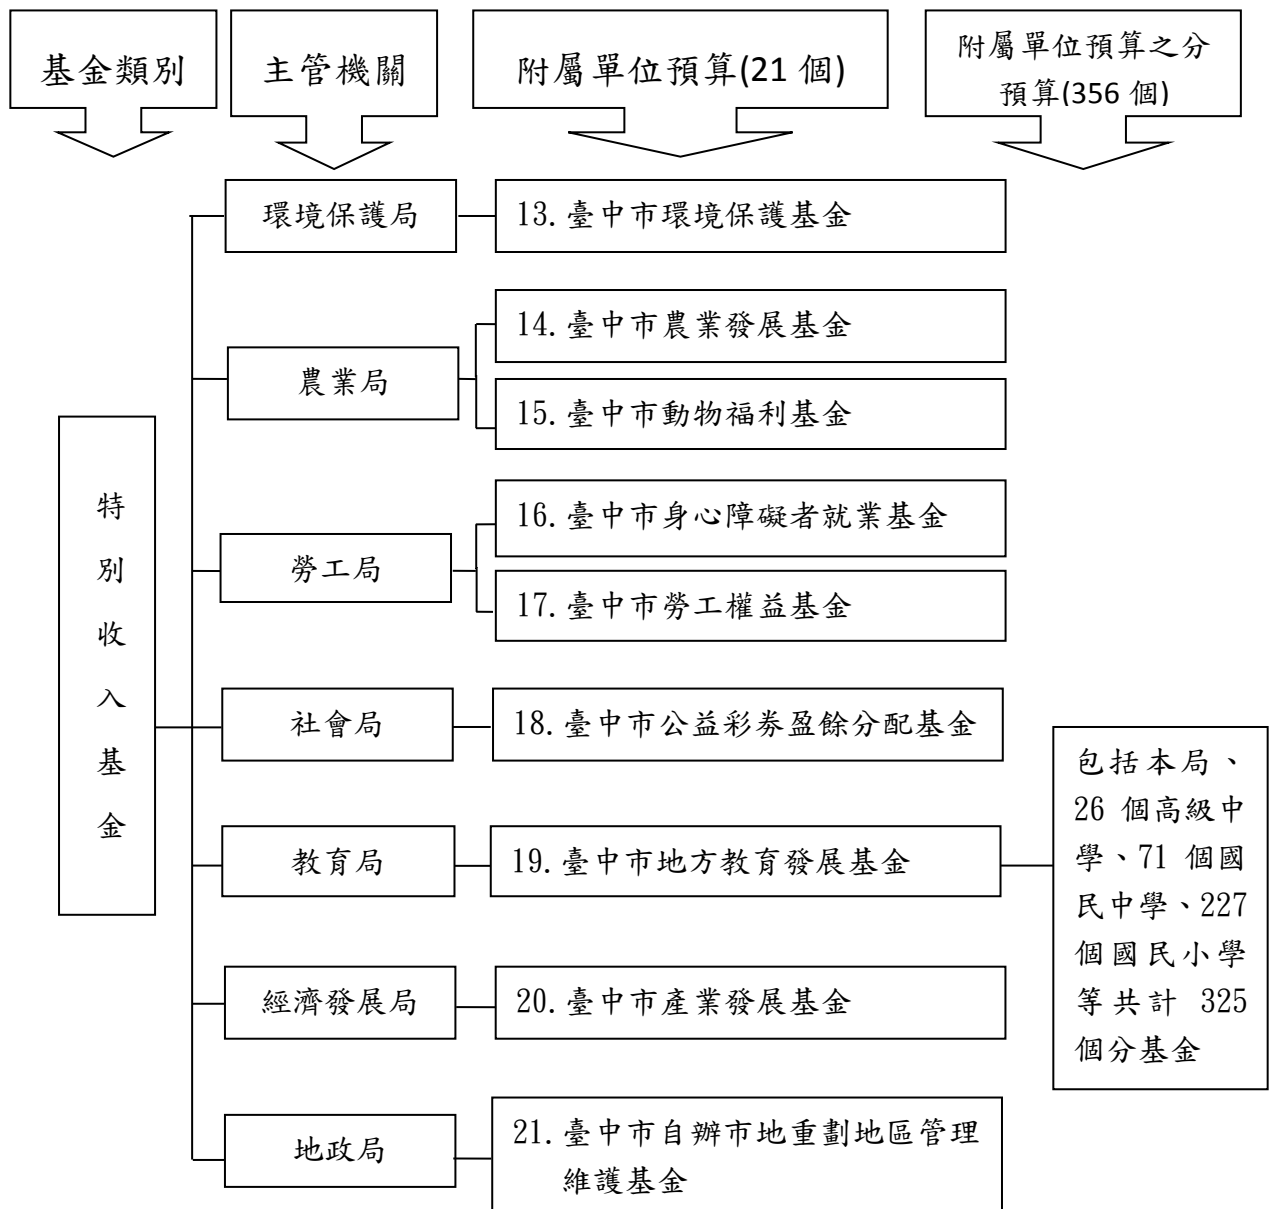 基金類別
主管機關
附屬單位預算(21 個)
附屬單位預算之分
預算(356 個)
環境保護局
13.臺中市環境保護基金
農業局
14.臺中市農業發展基金
15.臺中市動物福利基金
勞工局
16.臺中市身心障礙者就業基金
17.臺中市勞工權益基金
特
別
收
入
基
金
社會局
18.臺中市公益彩券盈餘分配基金
教育局
19.臺中市地方教育發展基金
包括本局、
26 個高級中
學、71 個國
民中學、227
個國民小學
等共計 325
個分基金
經濟發展局
20.臺中市產業發展基金
地政局
21.臺中市自辦市地重劃地區管理
維護基金